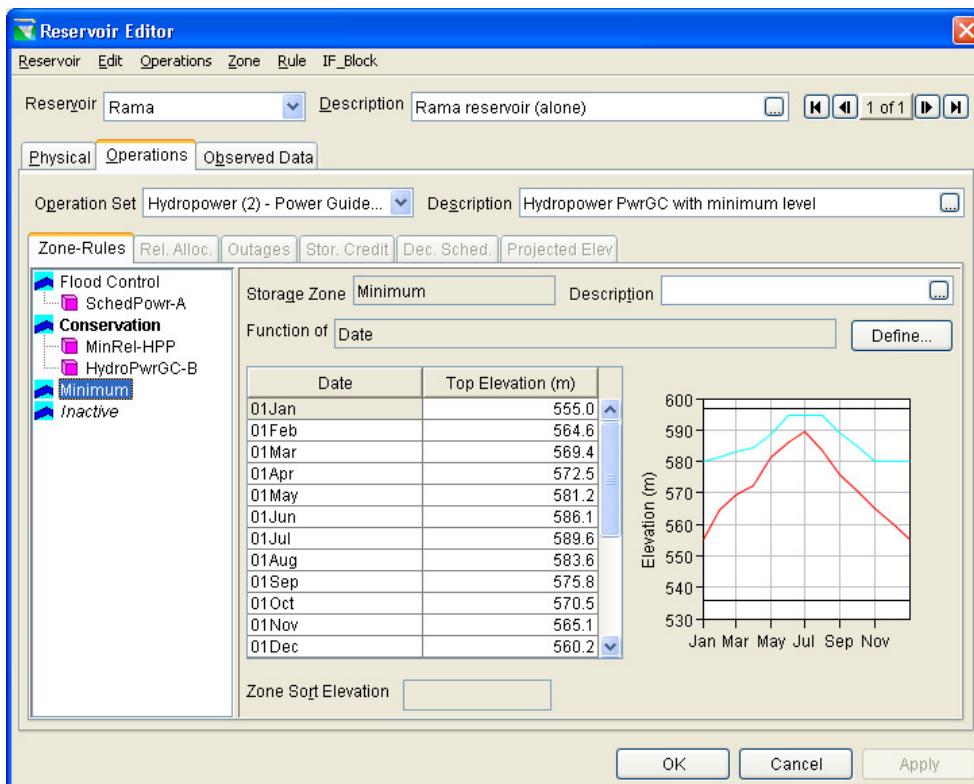 Reservoir Editor
Reservoir Edit Operations Zone Rule IF_Block
Reservoir Rama Description Rama reservoir (alone) ... 1 of 1
Physical Operations Observed Data
Operation Set Hydropower (2) - Power Guide... Description Hydropower PwrGC with minimum level ...
Zone-Rules Rel. Alloc. Outages Stor. Credit Dec. Sched. Projected Elev
Flood Control
SchedPowr-A
Conservation
MinRel-HPP
HydroPwrGC-B
Minimum
Inactive
Storage Zone Minimum Description ...
Function of Date Define...
Date Top Elevation (m)
01Jan 555.0
01Feb 564.6
01Mar 569.4
01Apr 572.5
01May 581.2
01Jun 586.1
01Jul 589.6
01Aug 583.6
01Sep 575.8
01Oct 570.5
01Nov 565.1
01Dec 560.2
Elevation (m)
600
590
580
570
560
550
540
530
Jan Mar May Jul Sep Nov
Zone Sort Elevation
OK Cancel Apply